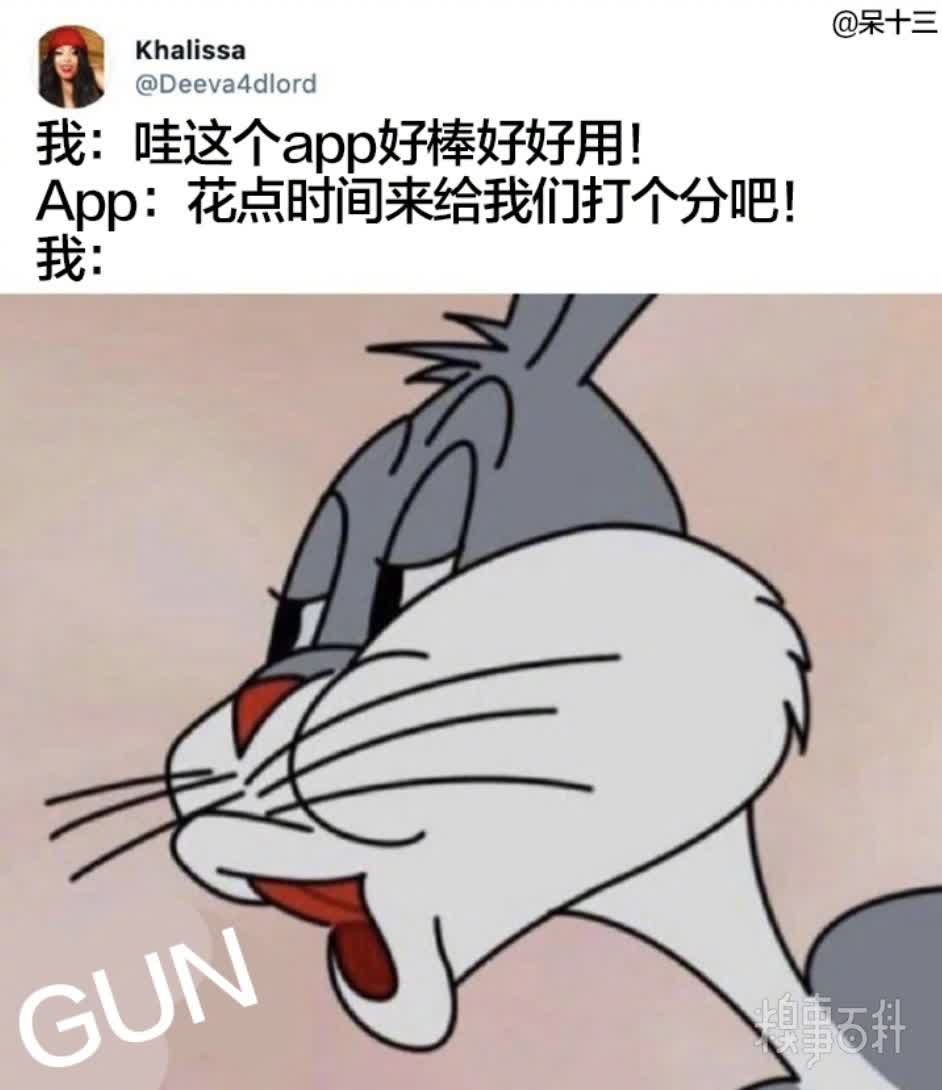 @呆十三
Khalissa
@Deeva4dlord
我：哇这个app好棒好好用！
App：花点时间来给我们打个分吧！
我：
GUN
糗事百科